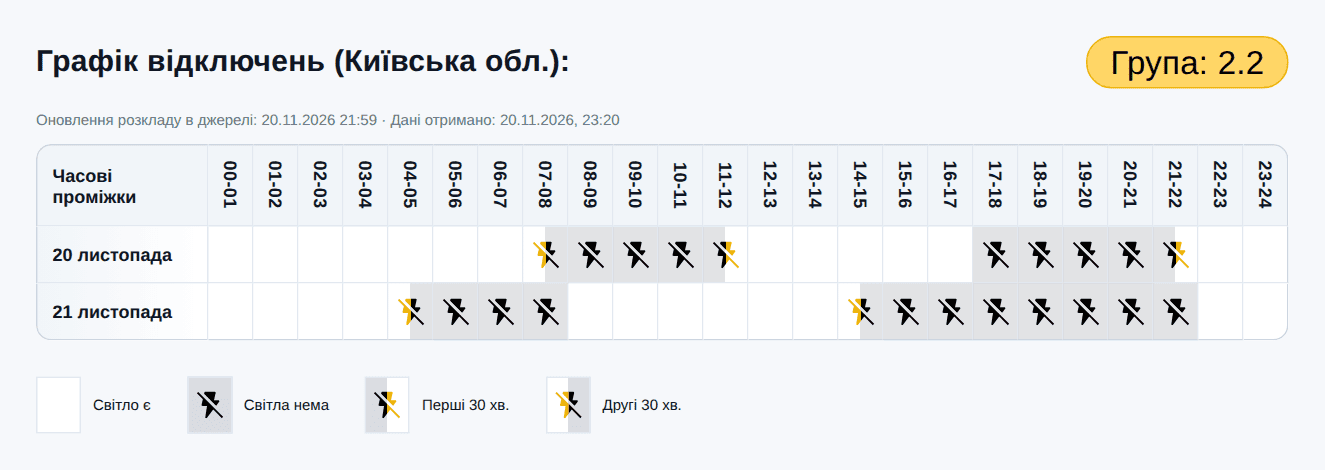 Графік відключень (Київська обл.):
Група: 2.2
Оновлення розкладу в джерелі: 20.11.2026 21:59 · Дані отримано: 20.11.2026, 23:20
Часові
проміжки
00-01 01-02 02-03 03-04 04-05 05-06 06-07 07-08 08-09 09-10 10-11 11-12 12-13 13-14 14-15 15-16 16-17 17-18 18-19 19-20 20-21 21-22 22-23 23-24
20 листопада
21 листопада
Світло є Світла нема Перші 30 хв. Другі 30 хв.